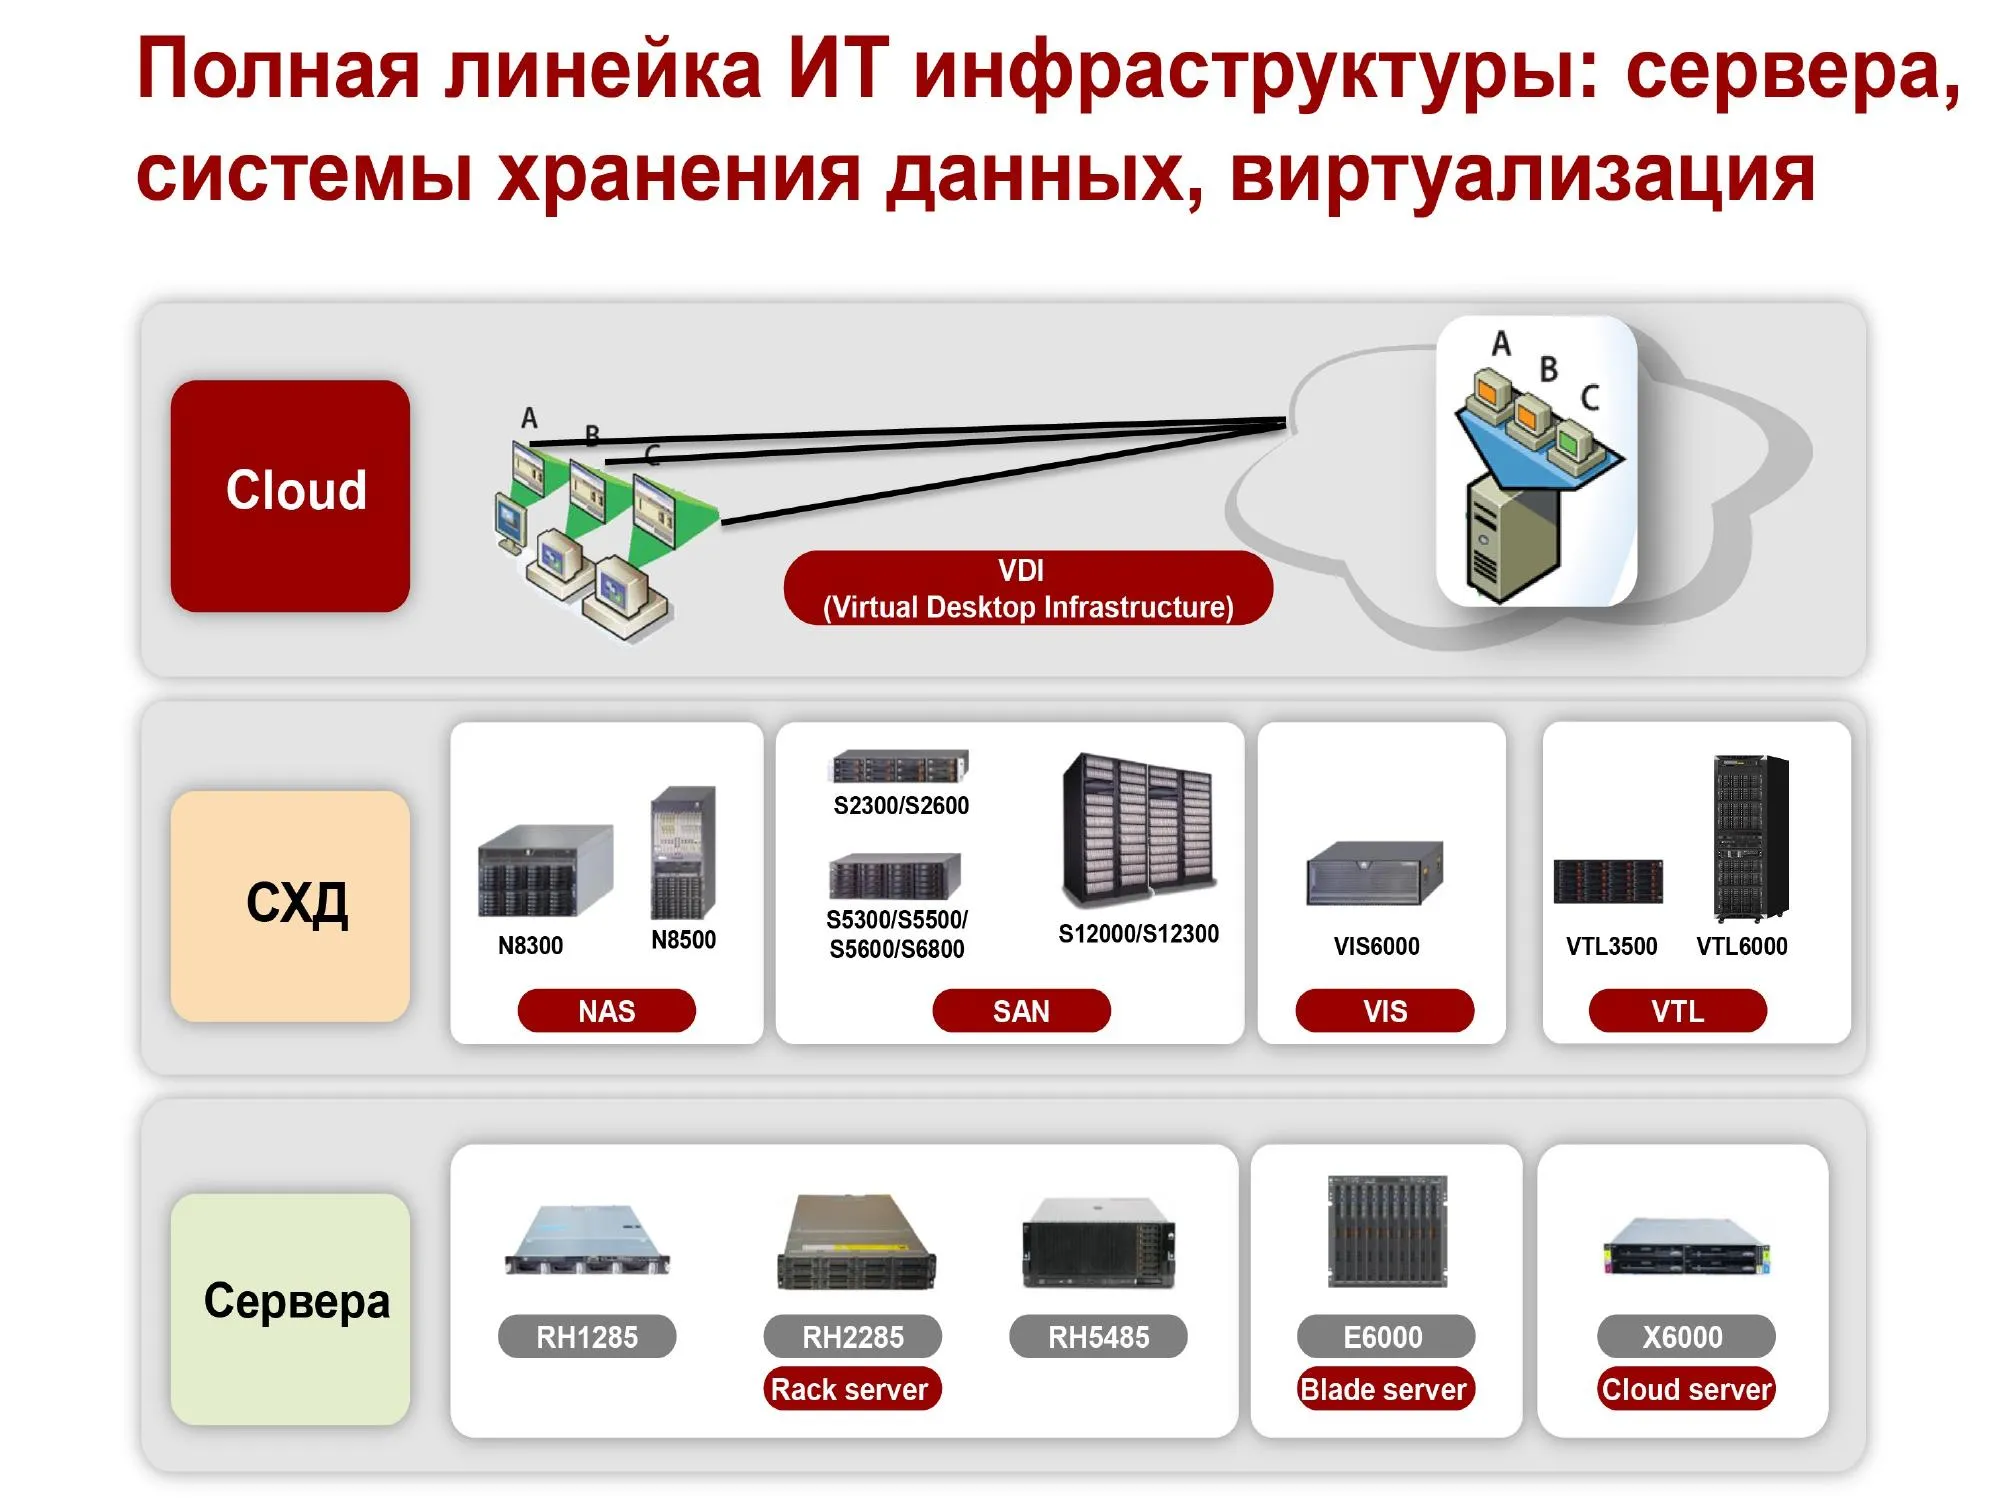 Полная линейка ИТ инфраструктуры: сервера,
системы хранения данных, виртуализация
A
B
C
A
B
C
Cloud
VDI
(Virtual Desktop Infrastructure)
СХД
N8300
N8500
NAS
S2300/S2600
S5300/S5500/
S5600/S6800
S12000/S12300
SAN
VIS6000
VIS
VTL3500
VTL6000
VTL
Сервера
RH1285
RH2285
RH5485
Rack server
E6000
Blade server
X6000
Cloud server